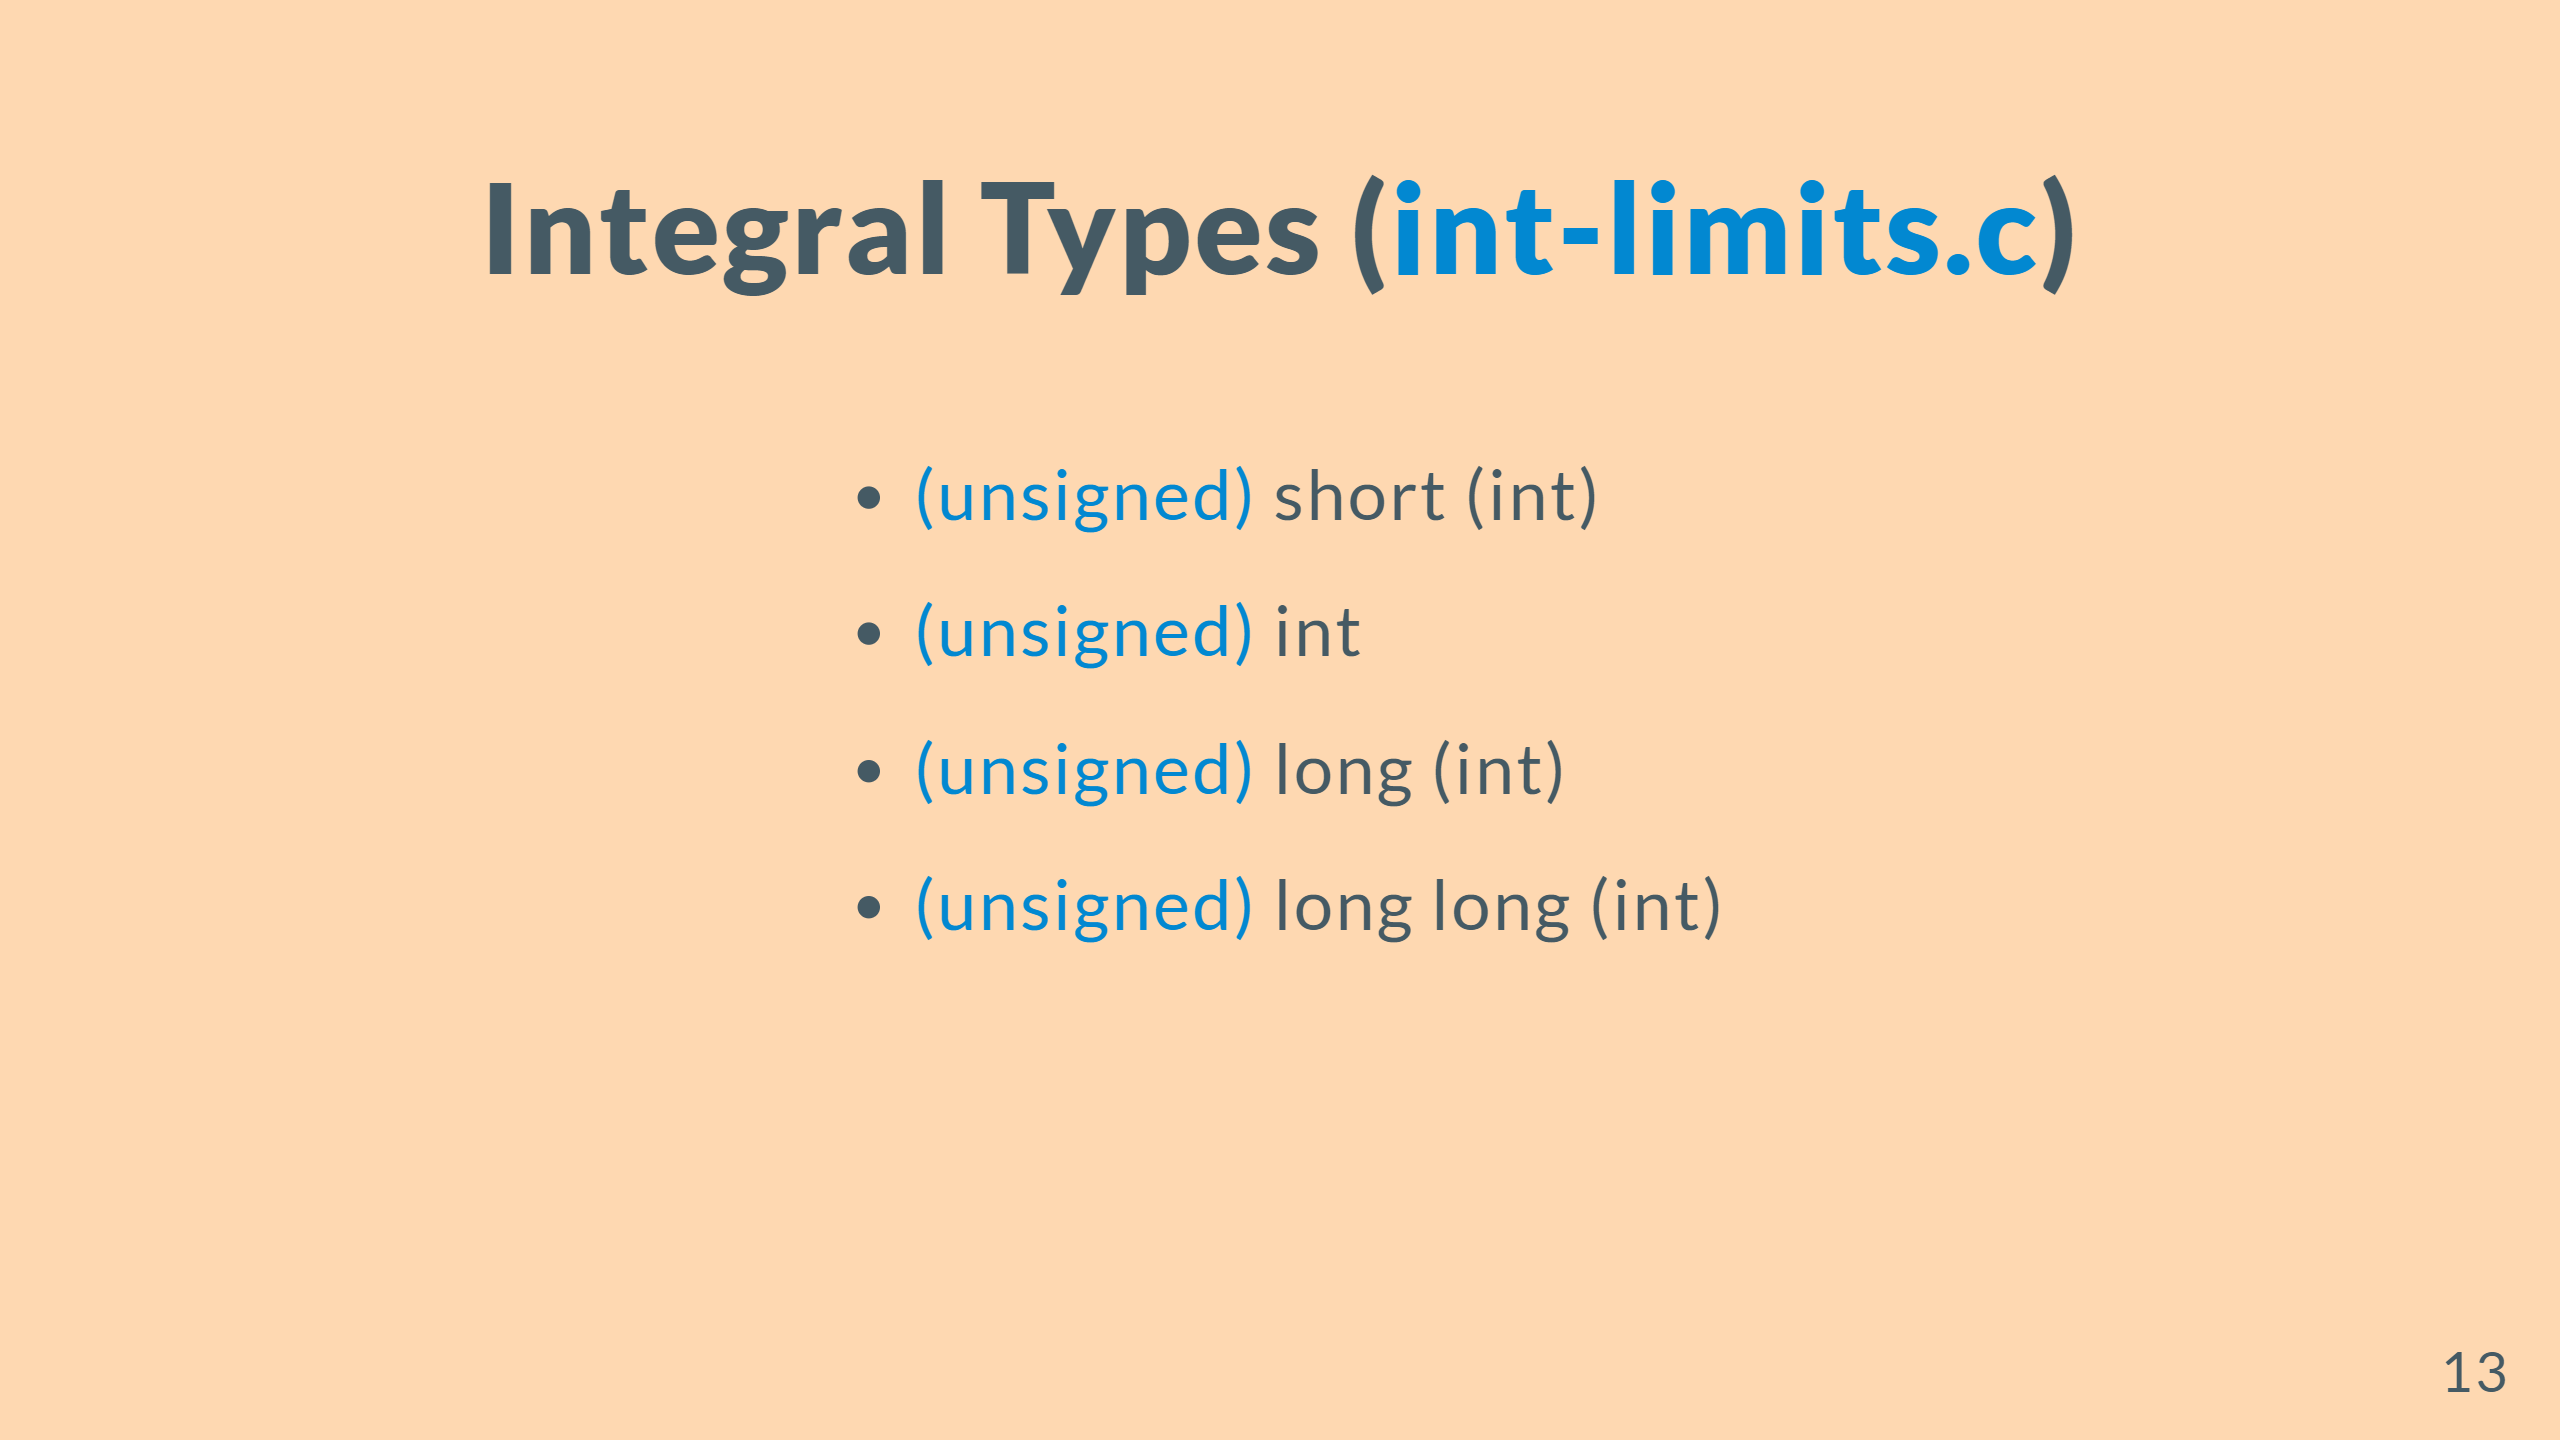 Integral Types (int-limits.c)
• (unsigned) short (int)
• (unsigned) int
• (unsigned) long (int)
• (unsigned) long long (int)
13